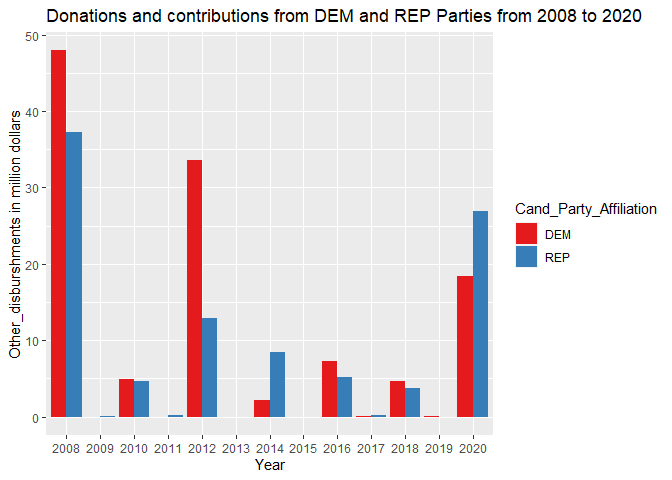 Donations and contributions from DEM and REP Parties from 2008 to 2020
50
40
30
20
10
0
Other_disburshments in million dollars
2008 2009 2010 2011 2012 2013 2014 2015 2016 2017 2018 2019 2020
Year
Cand_Party_Affiliation
DEM
REP